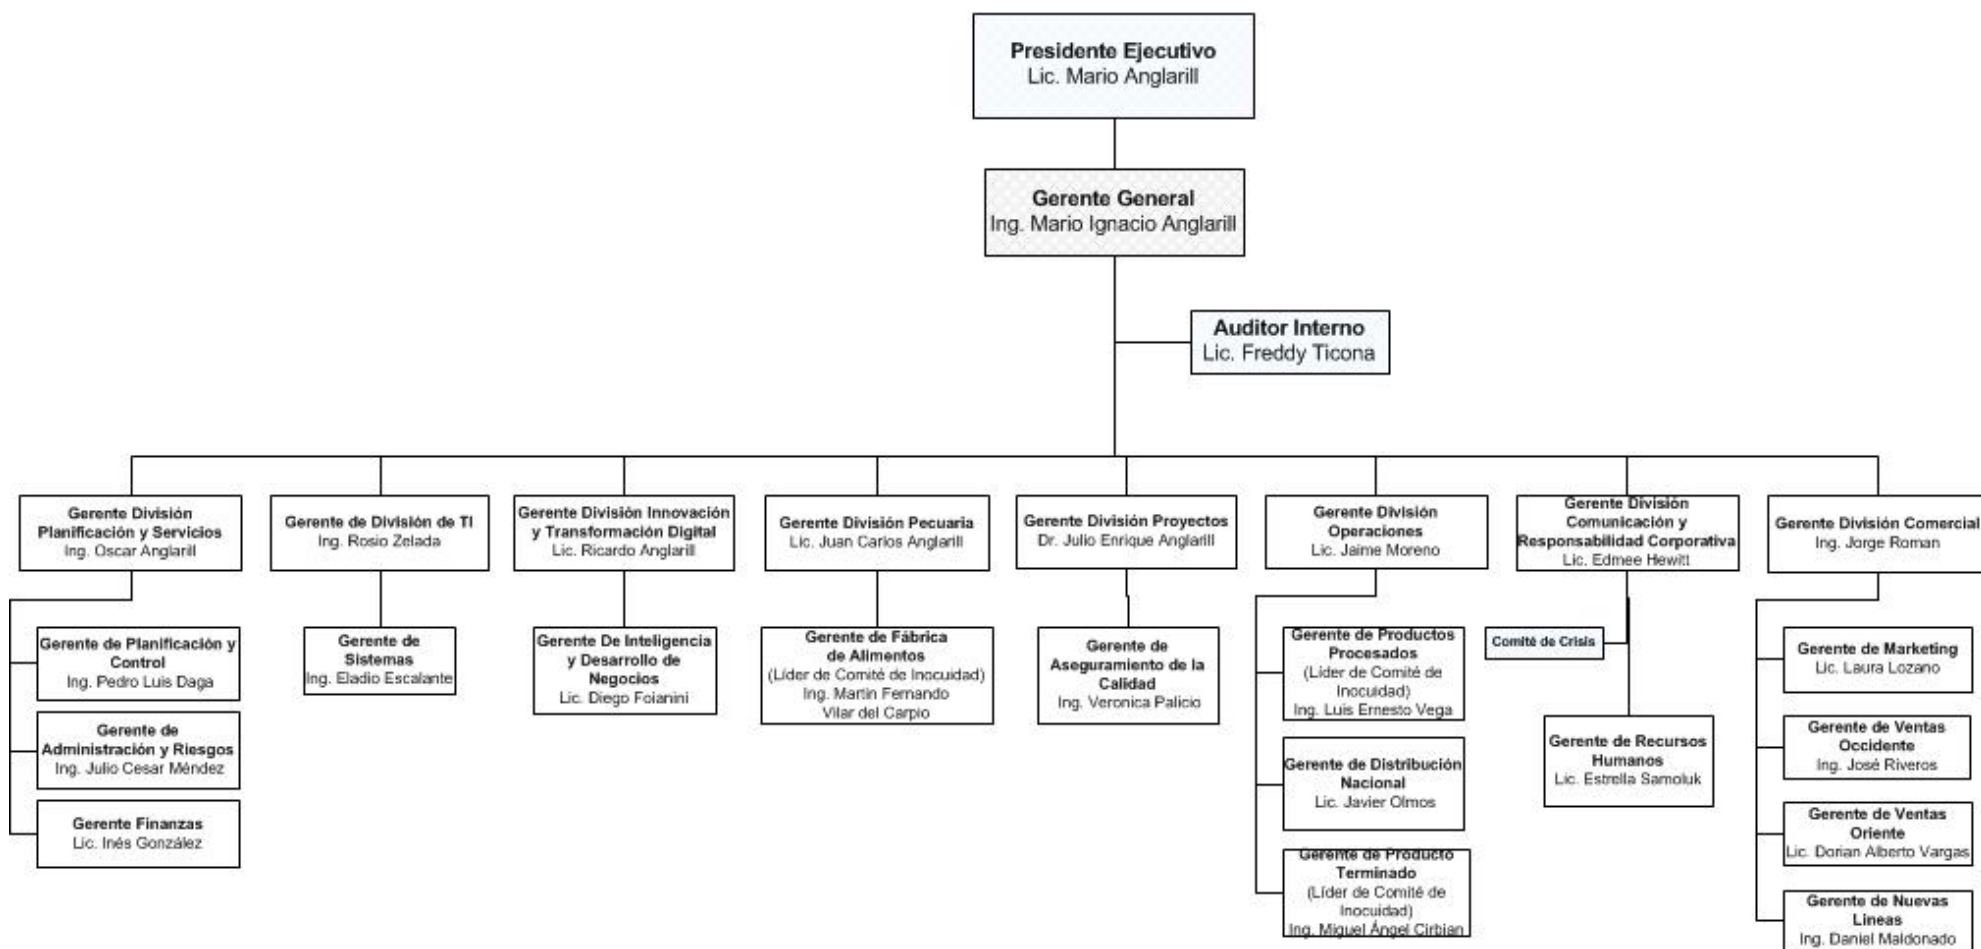 Presidente Ejecutivo
Lic. Mario Anglarill
Gerente General
Ing. Mario Ignacio Anglarill
Auditor Interno
Lic. Freddy Ticona
Gerente División
Planificación y Servicios
Ing. Oscar Anglarill
Gerente de División de TI
Ing. Rosio Zelada
Gerente División Innovación
y Transformación Digital
Lic. Ricardo Anglarill
Gerente División Pecuaria
Lic. Juan Carlos Anglarill
Gerente División Proyectos
Dr. Julio Enrique Anglarill
Gerente División
Operaciones
Lic. Jaime Moreno
Gerente División
Comunicación y
Responsabilidad Corporativa
Lic. Edmee Hewitt
Gerente División Comercial
Ing. Jorge Roman
Gerente de Planificación y
Control
Ing. Pedro Luis Daga
Gerente de
Administración y Riesgos
Ing. Julio Cesar Méndez
Gerente Finanzas
Lic. Inés González
Gerente de
Sistemas
Ing. Eladio Escalante
Gerente De Inteligencia
y Desarrollo de
Negocios
Lic. Diego Foianini
Gerente de Fábrica
de Alimentos
(Líder de Comité de Inocuidad)
Ing. Martin Fernando
Vilar del Carpio
Gerente de
Aseguramiento de la
Calidad
Ing. Veronica Palicio
Gerente de Productos
Procesados
(Líder de Comité de
Inocuidad)
Ing. Luis Ernesto Vega
Gerente de Distribución
Nacional
Lic. Javier Olmos
Gerente de Producto
Terminado
(Líder de Comité de
Inocuidad)
Ing. Miguel Ángel Cirbian
Comité de Crisis
Gerente de Recursos
Humanos
Lic. Estrella Samoluk
Gerente de Marketing
Lic. Laura Lozano
Gerente de Ventas
Occidente
Ing. José Riveros
Gerente de Ventas
Oriente
Lic. Dorian Alberto Vargas
Gerente de Nuevas
Lineas
Ing. Daniel Maldonado